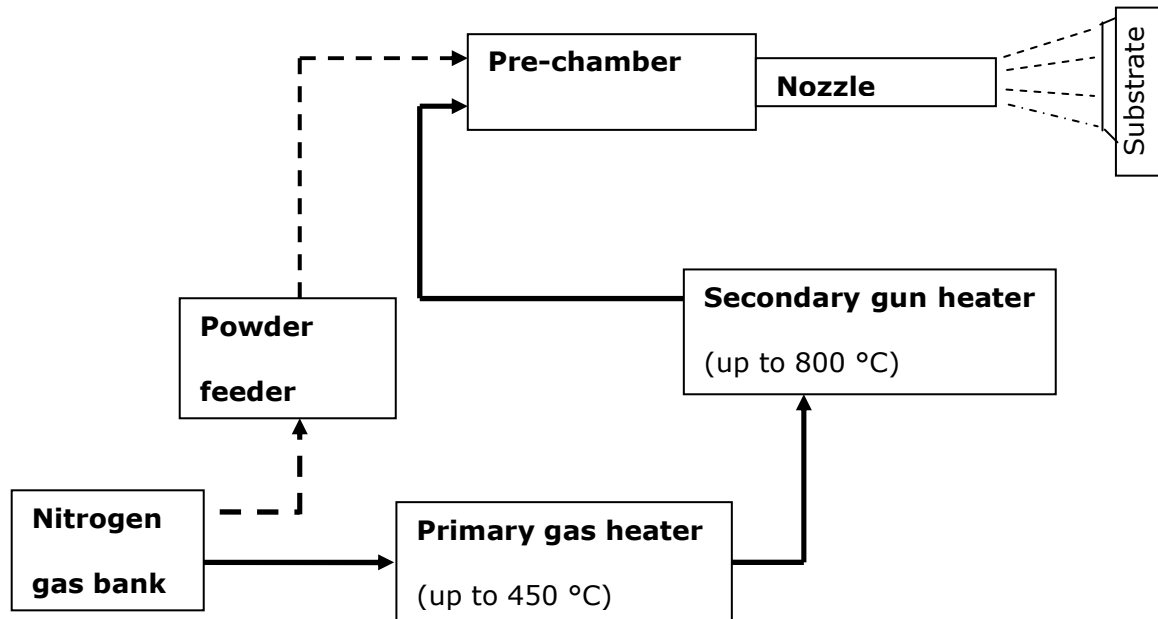 Pre-chamber
Nozzle
Substrate
Powder
feeder
Secondary gun heater
(up to 800 °C)
Nitrogen
gas bank
Primary gas heater
(up to 450 °C)